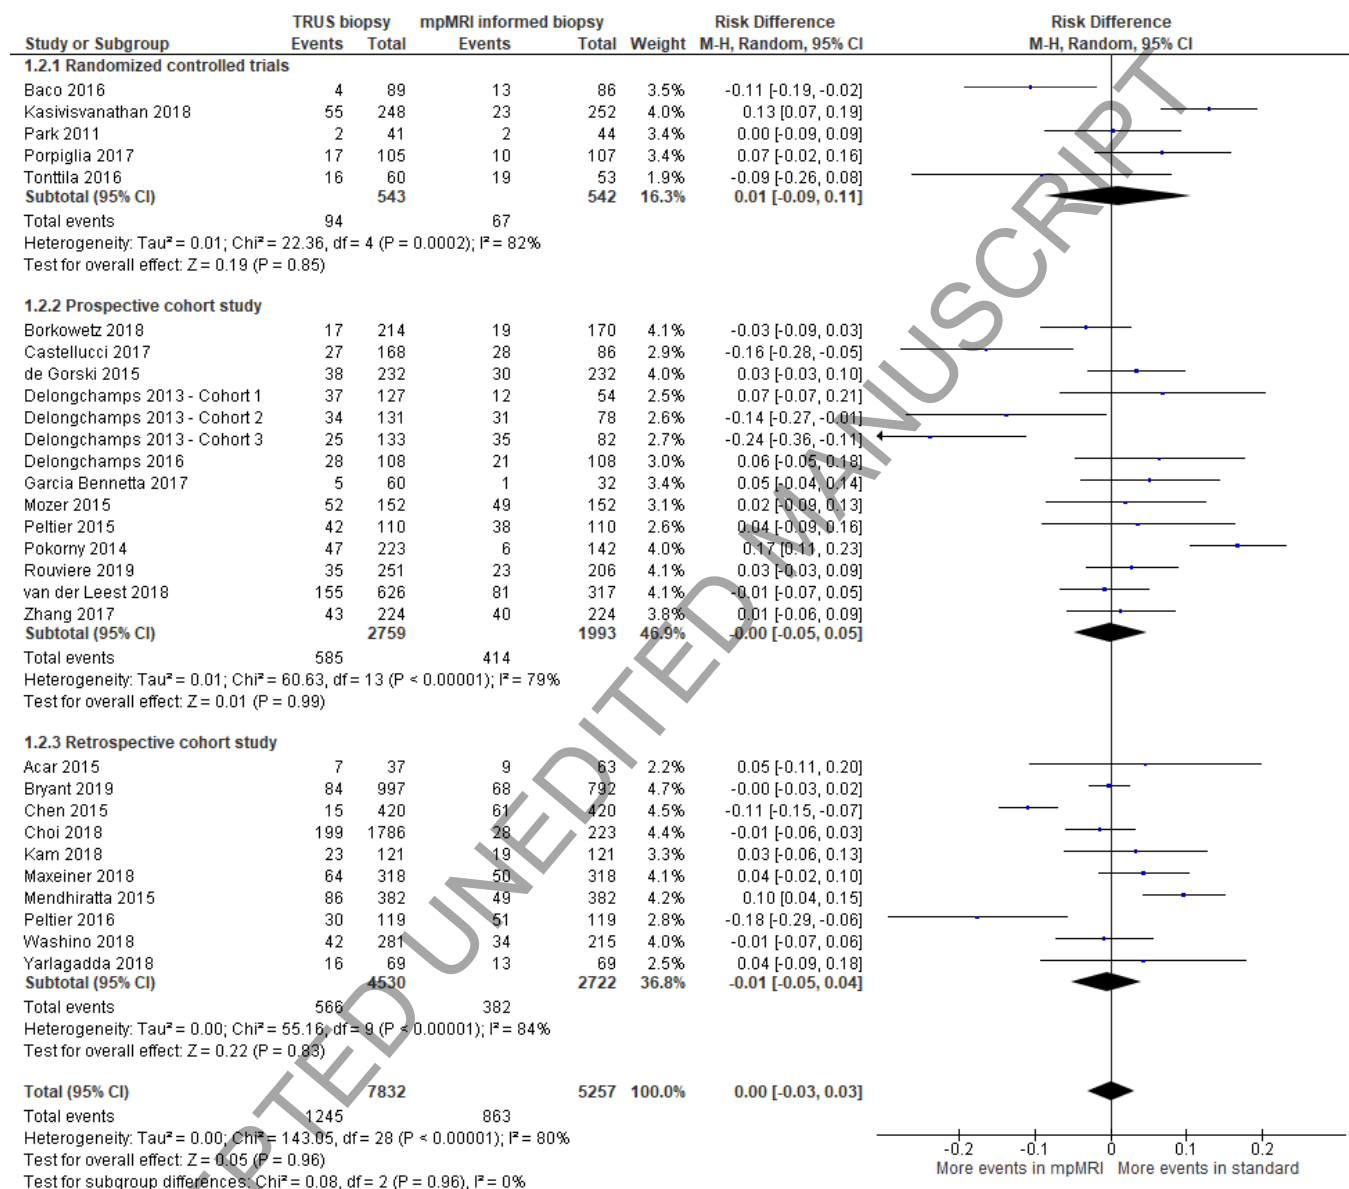 TRUS biopsy mpMRI informed biopsy Risk Difference Risk Difference
Study or Subgroup Events Total Events Total Weight M-H, Random, 95% CI M-H, Random, 95% CI
1.2.1 Randomized controlled trials
Baco 2016 4 89 13 86 3.5% -0.11 [-0.19, -0.02]
Kasivisvanathan 2018 55 248 23 252 4.0% 0.13 [0.07, 0.19]
Park 2011 2 41 2 44 3.4% 0.00 [-0.09, 0.09]
Porpiglia 2017 17 105 10 107 3.4% 0.07 [-0.02, 0.16]
Tonttila 2016 16 60 19 53 1.9% -0.09 [-0.26, 0.08]
Subtotal (95% CI) 543 542 16.3% 0.01 [-0.09, 0.11]
Total events 94 67
Heterogeneity: Tau² = 0.01; Chi² = 22.36, df = 4 (P = 0.0002); I² = 82%
Test for overall effect: Z = 0.19 (P = 0.85)
1.2.2 Prospective cohort study
Borkowetz 2018 17 214 19 170 4.1% -0.03 [-0.09, 0.03]
Castellucci 2017 27 168 28 86 2.9% -0.16 [-0.28, -0.05]
de Gorski 2015 38 232 30 232 4.0% 0.03 [-0.03, 0.10]
Delongchamps 2013 - Cohort 1 37 127 12 54 2.5% 0.07 [-0.07, 0.21]
Delongchamps 2013 - Cohort 2 34 131 31 78 2.6% -0.14 [-0.27, -0.01]
Delongchamps 2013 - Cohort 3 25 133 35 82 2.7% -0.24 [-0.36, -0.11]
Delongchamps 2016 28 108 21 108 3.0% 0.06 [-0.05, 0.18]
Garcia Bennetta 2017 5 60 1 32 3.4% 0.05 [-0.04, 0.14]
Mozer 2015 52 152 49 152 3.1% 0.02 [-0.09, 0.13]
Peltier 2015 42 110 38 110 2.6% 0.04 [-0.09, 0.16]
Pokorny 2014 47 223 6 142 4.0% 0.17 [0.11, 0.23]
Rouviere 2019 35 251 23 206 4.1% 0.03 [-0.03, 0.09]
van der Leest 2018 155 626 81 317 4.1% -0.01 [-0.07, 0.05]
Zhang 2017 43 224 40 224 3.8% 0.01 [-0.06, 0.09]
Subtotal (95% CI) 2759 1993 46.9% -0.00 [-0.05, 0.05]
Total events 585 414
Heterogeneity: Tau² = 0.01; Chi² = 60.63, df = 13 (P < 0.00001); I² = 79%
Test for overall effect: Z = 0.01 (P = 0.99)
1.2.3 Retrospective cohort study
Acar 2015 7 37 9 63 2.2% 0.05 [-0.11, 0.20]
Bryant 2019 84 997 68 792 4.7% -0.00 [-0.03, 0.02]
Chen 2015 15 420 61 420 4.5% -0.11 [-0.15, -0.07]
Choi 2018 199 1786 28 223 4.4% -0.01 [-0.06, 0.03]
Kam 2018 23 121 19 121 3.3% 0.03 [-0.06, 0.13]
Maxeiner 2018 64 318 50 318 4.1% 0.04 [-0.02, 0.10]
Mendhiratta 2015 86 382 49 382 4.2% 0.10 [0.04, 0.15]
Peltier 2016 30 119 51 119 2.8% -0.18 [-0.29, -0.06]
Washino 2018 42 281 34 215 4.0% -0.01 [-0.07, 0.06]
Yarlagadda 2018 16 69 13 69 2.5% 0.04 [-0.09, 0.18]
Subtotal (95% CI) 4530 2722 36.8% -0.01 [-0.05, 0.04]
Total events 566 382
Heterogeneity: Tau² = 0.00; Chi² = 55.16, df = 9 (P < 0.00001); I² = 84%
Test for overall effect: Z = 0.22 (P = 0.83)
Total (95% CI) 7832 5257 100.0% 0.00 [-0.03, 0.03]
Total events 1245 863
Heterogeneity: Tau² = 0.00; Chi² = 143.05, df = 28 (P < 0.00001); I² = 80%
Test for overall effect: Z = 0.05 (P = 0.96)
Test for subgroup differences: Chi² = 0.08, df = 2 (P = 0.96), I² = 0%
-0.2 -0.1 0 0.1 0.2
More events in mpMRI More events in standard
EPTED UNEDITED MANUSCRIPT